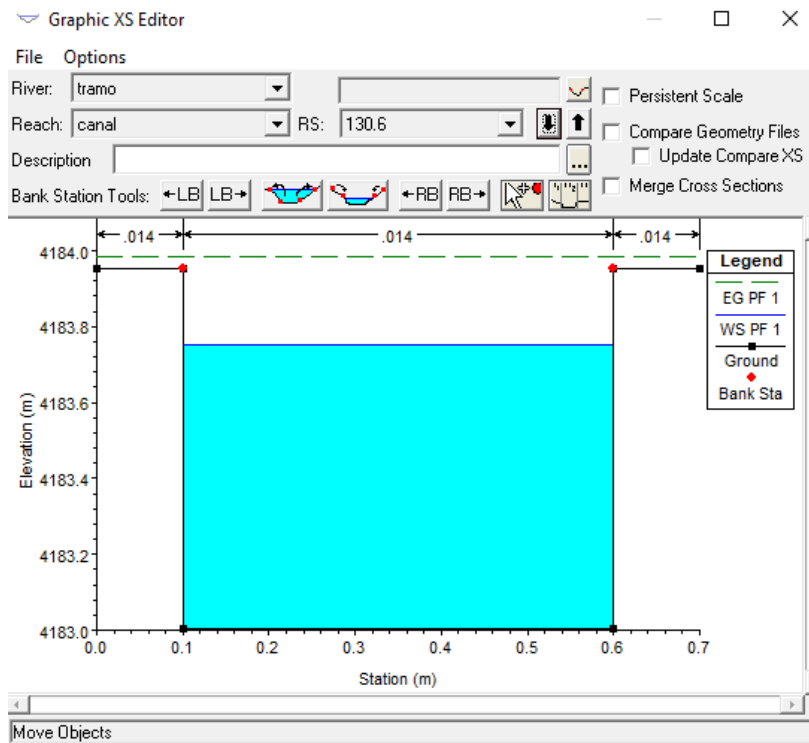 Graphic XS Editor
File Options
River: tramo
Persistent Scale
Reach: canal RS: 130.6
Compare Geometry Files
Update Compare XS
Description ...
Merge Cross Sections
Bank Station Tools: ←LB LB→ ←RB RB→
.014 .014 .014
4184.0
4183.8
4183.6
4183.4
4183.2
4183.0
Elevation (m)
0.0 0.1 0.2 0.3 0.4 0.5 0.6 0.7
Station (m)
Legend
EG PF 1
WS PF 1
Ground
Bank Sta
Move Objects